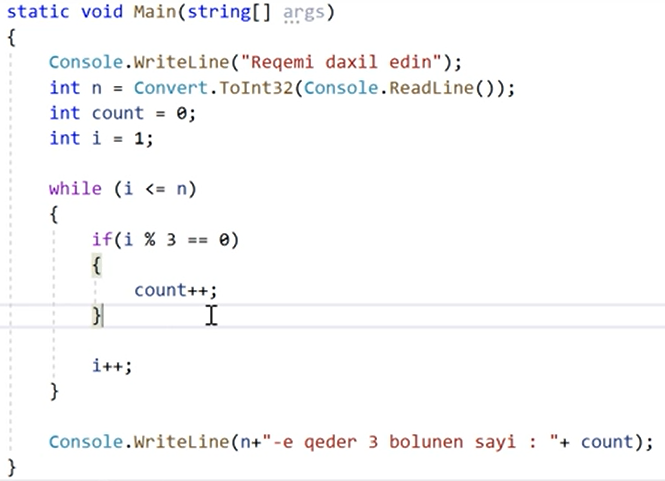 static void Main(string[] args)
{
Console.WriteLine("Reqemi daxil edin");
int n = Convert.ToInt32(Console.ReadLine());
int count = 0;
int i = 1;
while (i <= n)
{
if(i % 3 == 0)
{
count++;
}
i++;
}
Console.WriteLine(n+"-e qeder 3 bolunen sayi : "+ count);
}